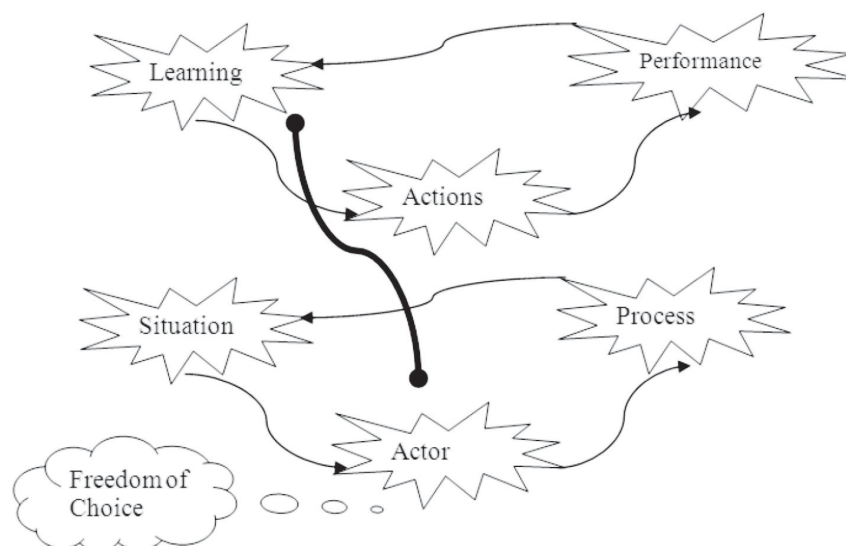 Learning
Performance
Actions
Situation
Process
Actor
Freedom of
Choice